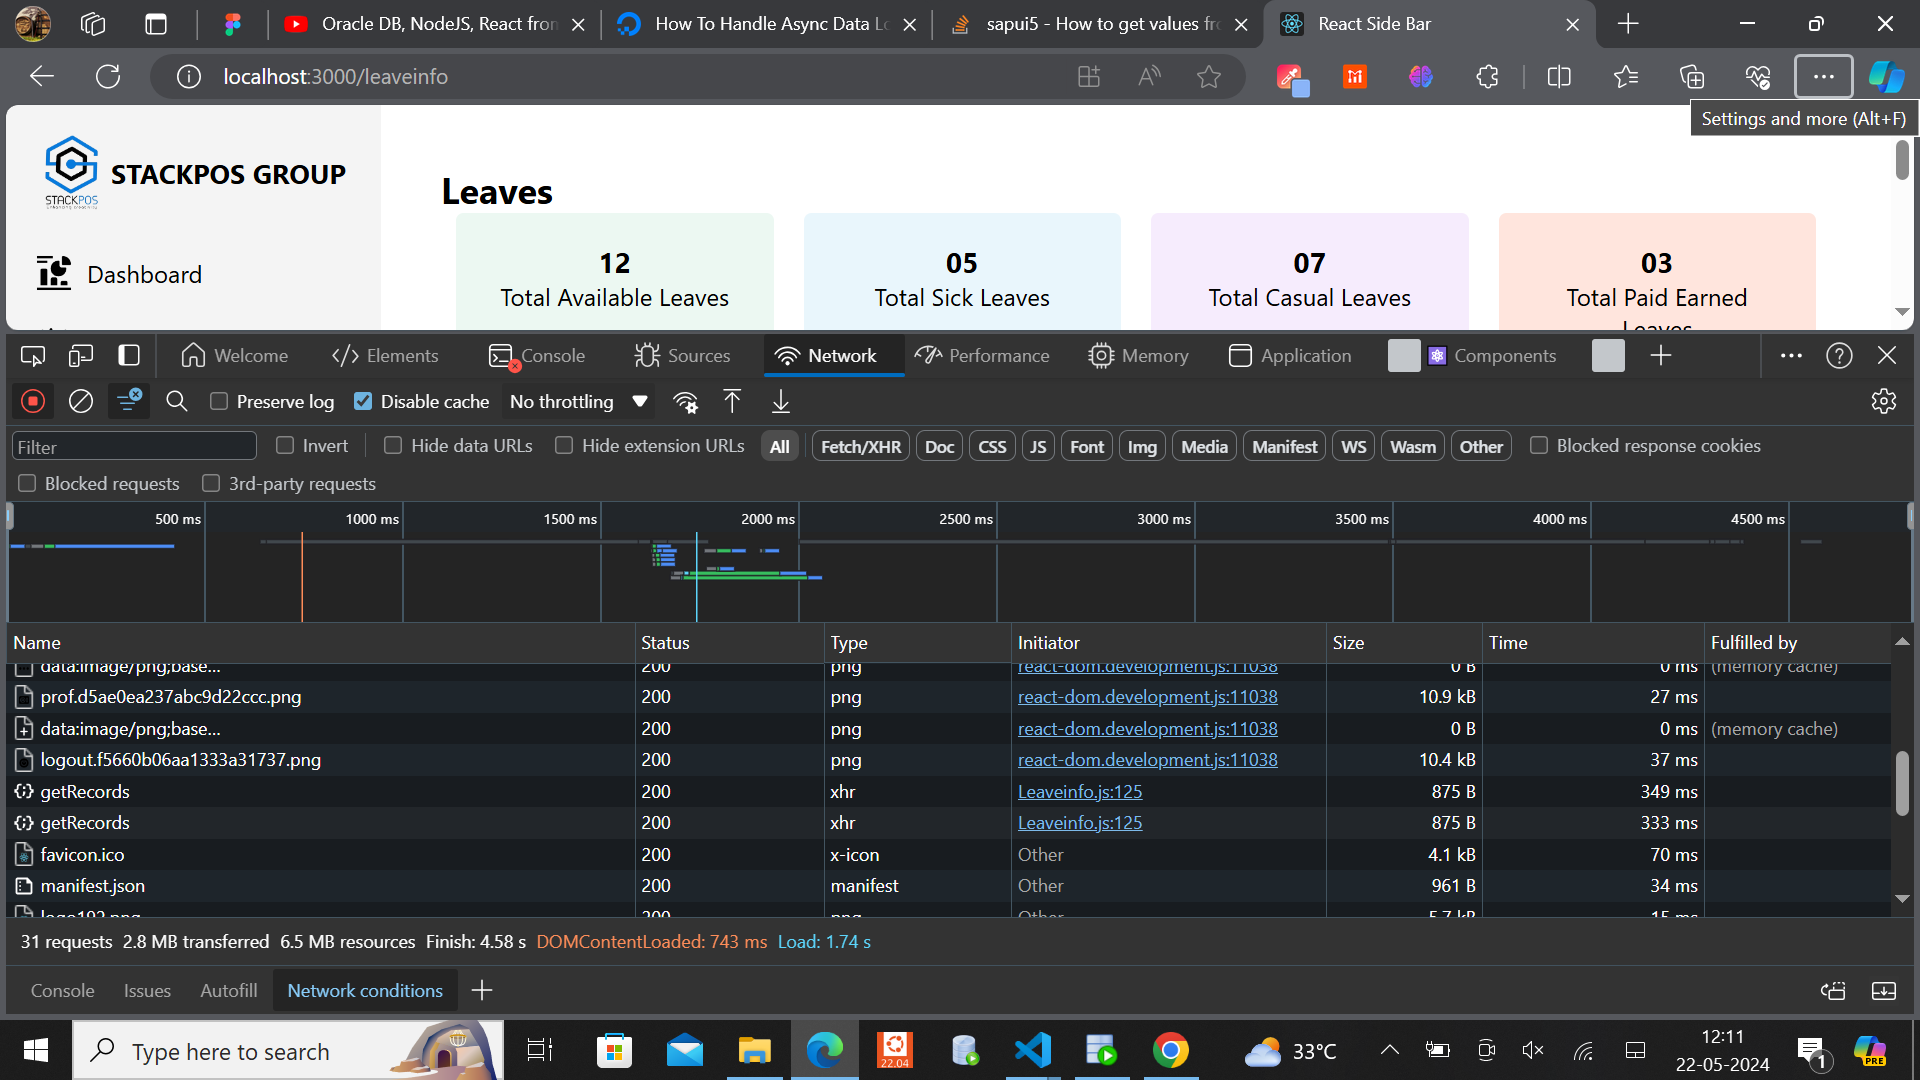 Oracle DB, NodeJS, React fron
How To Handle Async Data Lo
sapui5 - How to get values fro
React Side Bar
localhost:3000/leaveinfo
Settings and more (Alt+F)
STACKPOS
STACKPOS GROUP
Dashboard
Leaves
12
Total Available Leaves
05
Total Sick Leaves
07
Total Casual Leaves
03
Total Paid Earned
Leaves
Welcome Elements Console Sources Network Performance Memory Application Components
Preserve log Disable cache No throttling
Filter Invert Hide data URLs Hide extension URLs All Fetch/XHR Doc CSS JS Font Img Media Manifest WS Wasm Other Blocked response cookies
Blocked requests 3rd-party requests
500 ms 1000 ms 1500 ms 2000 ms 2500 ms 3000 ms 3500 ms 4000 ms 4500 ms
Name Status Type Initiator Size Time Fulfilled by
data:image/png;base... 200 png react-dom.development.js:11038 0 B 0 ms (memory cache)
prof.d5ae0ea237abc9d22ccc.png 200 png react-dom.development.js:11038 10.9 kB 27 ms
data:image/png;base... 200 png react-dom.development.js:11038 0 B 0 ms (memory cache)
logout.f5660b06aa1333a31737.png 200 png react-dom.development.js:11038 10.4 kB 37 ms
getRecords 200 xhr Leaveinfo.js:125 875 B 349 ms
getRecords 200 xhr Leaveinfo.js:125 875 B 333 ms
favicon.ico 200 x-icon Other 4.1 kB 70 ms
manifest.json 200 manifest Other 961 B 34 ms
logo192.png 200 png Other 5.7 kB 15 ms
31 requests 2.8 MB transferred 6.5 MB resources Finish: 4.58 s DOMContentLoaded: 743 ms Load: 1.74 s
Console Issues Autofill Network conditions
Type here to search
22.04
33°C
12:11
22-05-2024
1
PRE